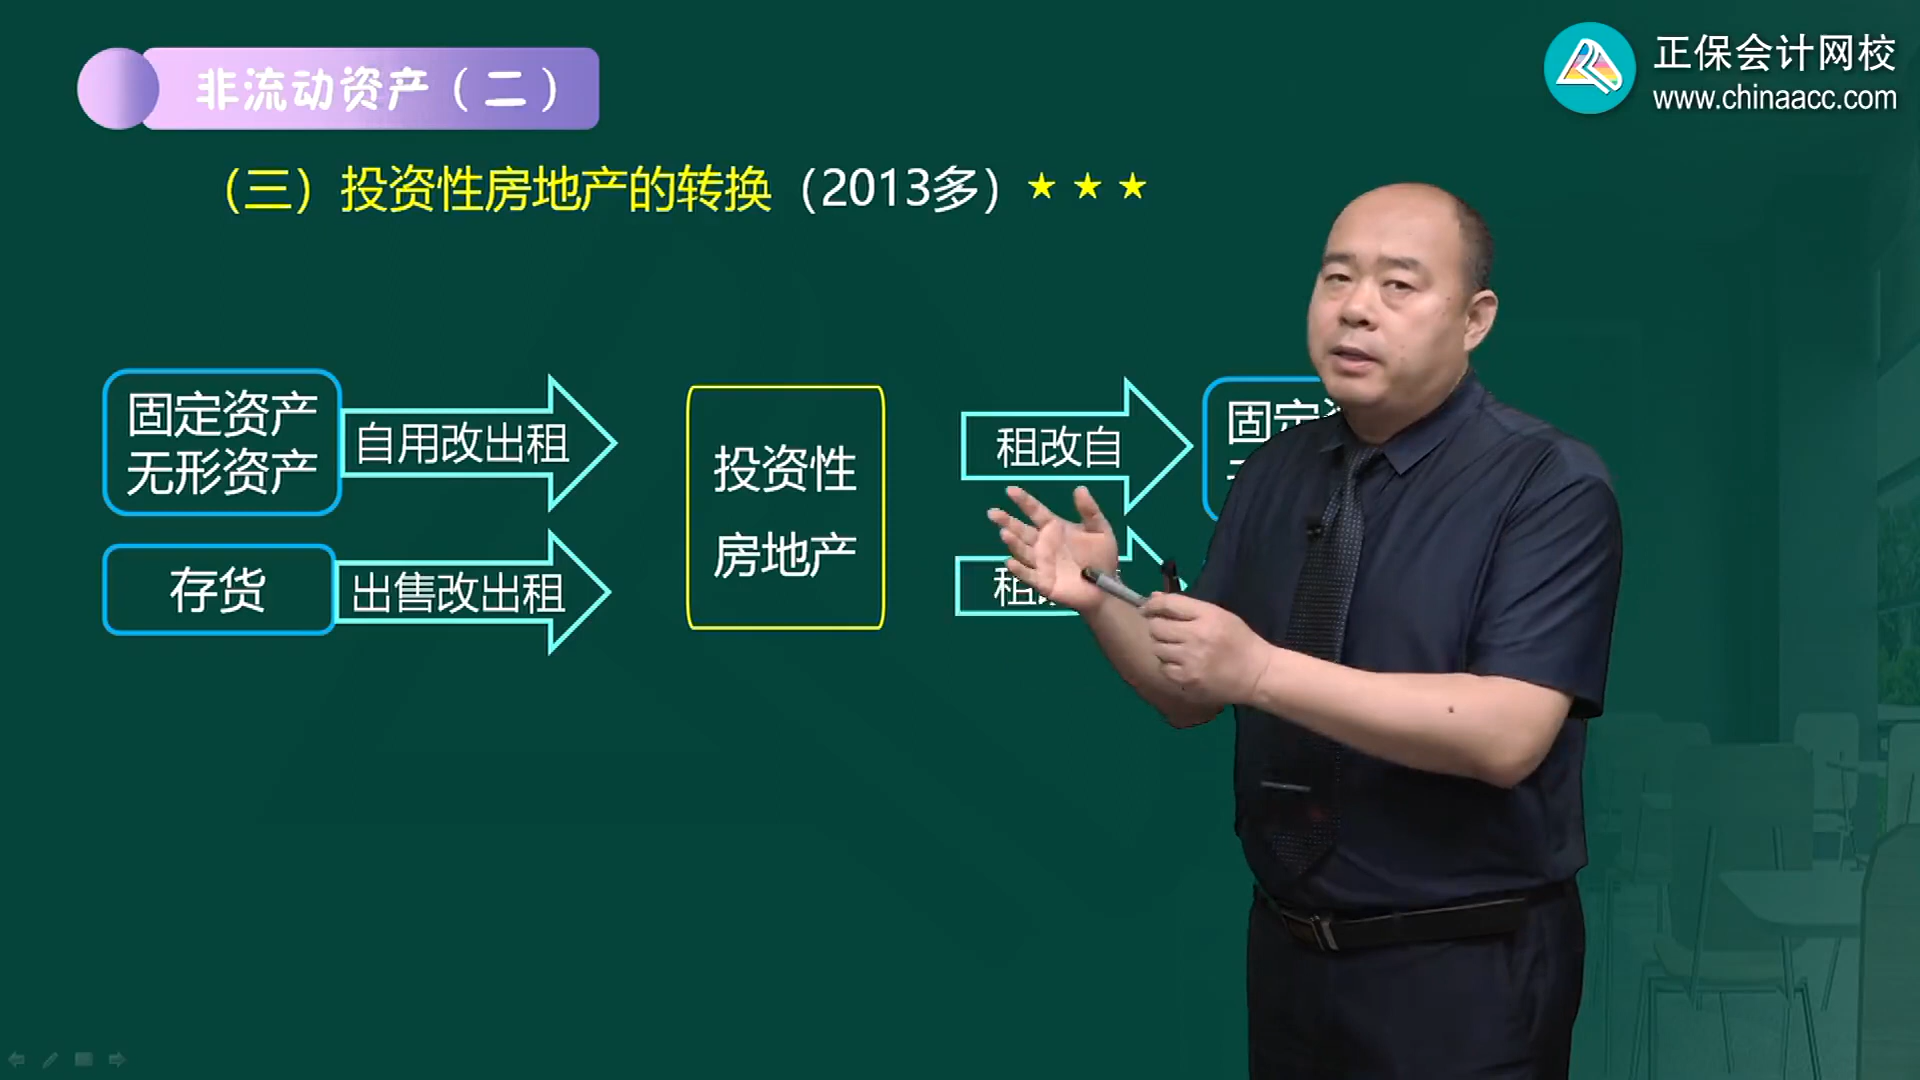 正保会计网校
www.chinaacc.com
非流动资产（二）
（三）投资性房地产的转换（2013多）★ ★ ★
固定资产
无形资产
自用改出租
投资性
房地产
租改自
固定
存货
出售改出租
租